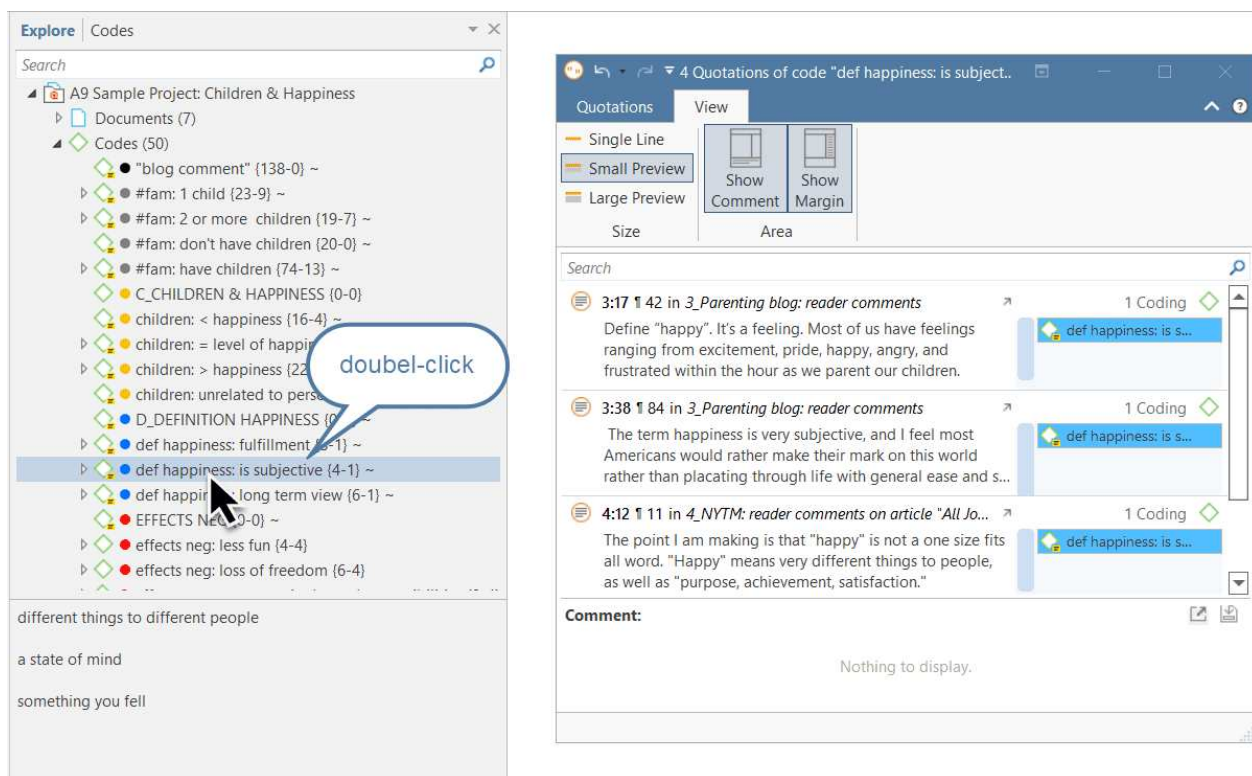 Explore Codes
Search
A9 Sample Project: Children & Happiness
Documents (7)
Codes (50)
"blog comment" {138-0} ~
#fam: 1 child {23-9} ~
#fam: 2 or more children {19-7} ~
#fam: don't have children {20-0} ~
#fam: have children {74-13} ~
C_CHILDREN & HAPPINESS {0-0}
children: < happiness {16-4} ~
children: = level of happin
children: > happiness {22
children: unrelated to pers
D_DEFINITION HAPPINESS {0 ~
def happiness: fulfillment -1} ~
def happiness: is subjective {4-1} ~
def happin : long term view {6-1} ~
EFFECTS NE 0-0} ~
effects neg: less fun {4-4}
effects neg: loss of freedom {6-4}
different things to different people
a state of mind
something you fell
doubel-click
4 Quotations of code "def happiness: is subject..
Quotations View
Single Line
Small Preview
Large Preview
Size
Show
Comment
Show
Margin
Area
Search
3:17 ¶ 42 in 3_Parenting blog: reader comments
1 Coding
Define "happy". It's a feeling. Most of us have feelings
ranging from excitement, pride, happy, angry, and
frustrated within the hour as we parent our children.
def happiness: is s...
3:38 ¶ 84 in 3_Parenting blog: reader comments
1 Coding
The term happiness is very subjective, and I feel most
Americans would rather make their mark on this world
rather than placating through life with general ease and s...
def happiness: is s...
4:12 ¶ 11 in 4_NYTM: reader comments on article "All Jo...
1 Coding
The point I am making is that "happy" is not a one size fits
all word. "Happy" means very different things to people,
as well as "purpose, achievement, satisfaction."
def happiness: is s...
Comment:
Nothing to display.